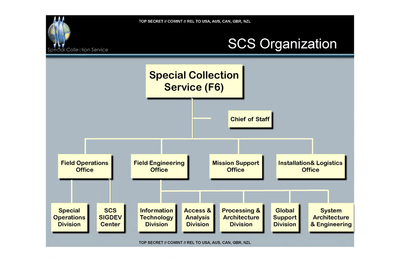 TOP SECRET // COMINT // REL TO USA, AUS, CAN, GBR, NZL
Special Collection Service
SCS Organization
Special Collection
Service (F6)
Chief of Staff
Field Operations
Office
Field Engineering
Office
Mission Support
Office
Installation& Logistics
Office
Special
Operations
Division
SCS
SIGDEV
Center
Information
Technology
Division
Access &
Analysis
Division
Processing &
Architecture
Division
Global
Support
Division
System
Architecture
& Engineering
TOP SECRET // COMINT // REL TO USA, AUS, CAN, GBR, NZL